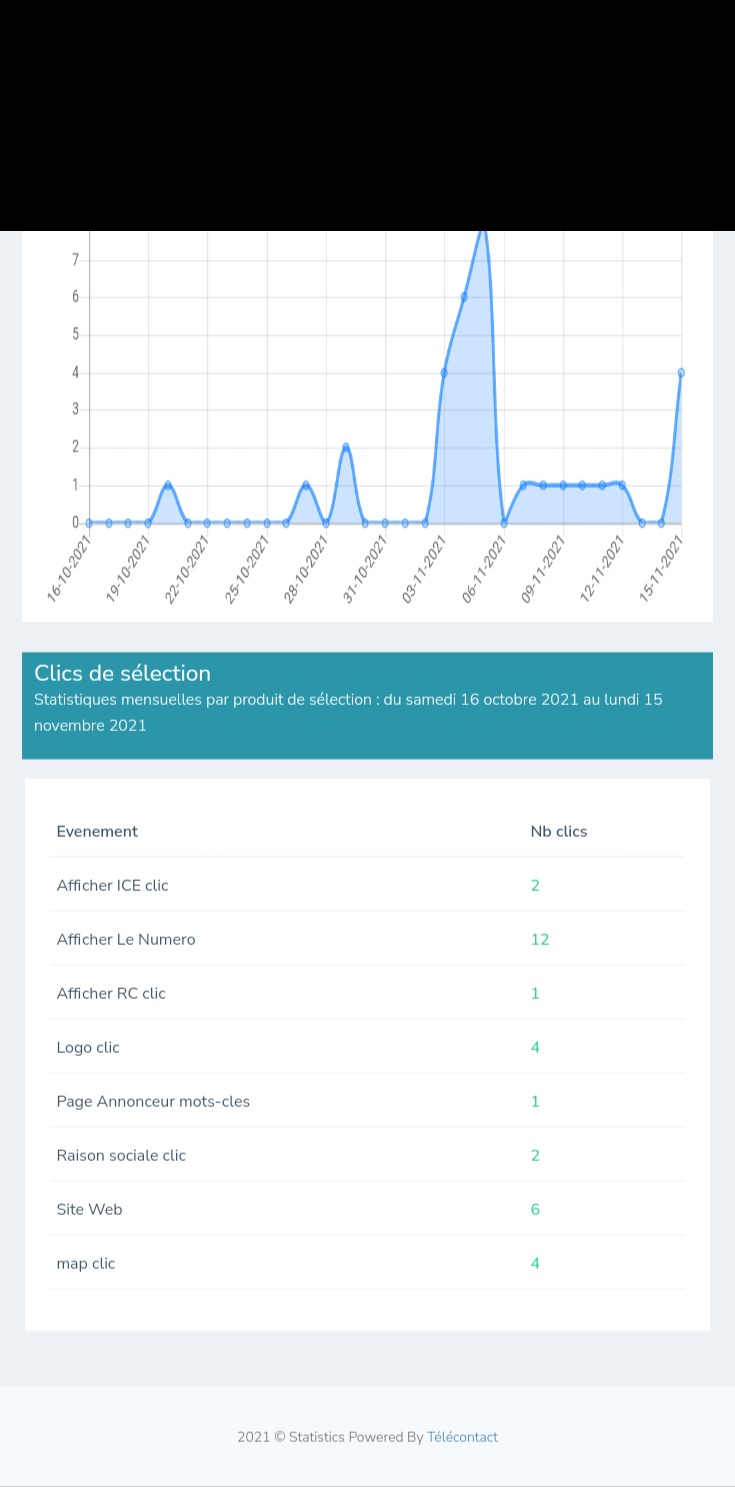 7
6
5
4
3
2
1
0
16-10-2021 19-10-2021 22-10-2021 25-10-2021 28-10-2021 31-10-2021 03-11-2021 06-11-2021 09-11-2021 12-11-2021 15-11-2021
Clics de sélection
Statistiques mensuelles par produit de sélection : du samedi 16 octobre 2021 au lundi 15
novembre 2021
Evenement Nb clics
Afficher ICE clic 2
Afficher Le Numero 12
Afficher RC clic 1
Logo clic 4
Page Annonceur mots-cles 1
Raison sociale clic 2
Site Web 6
map clic 4
2021 © Statistics Powered By Télécontact